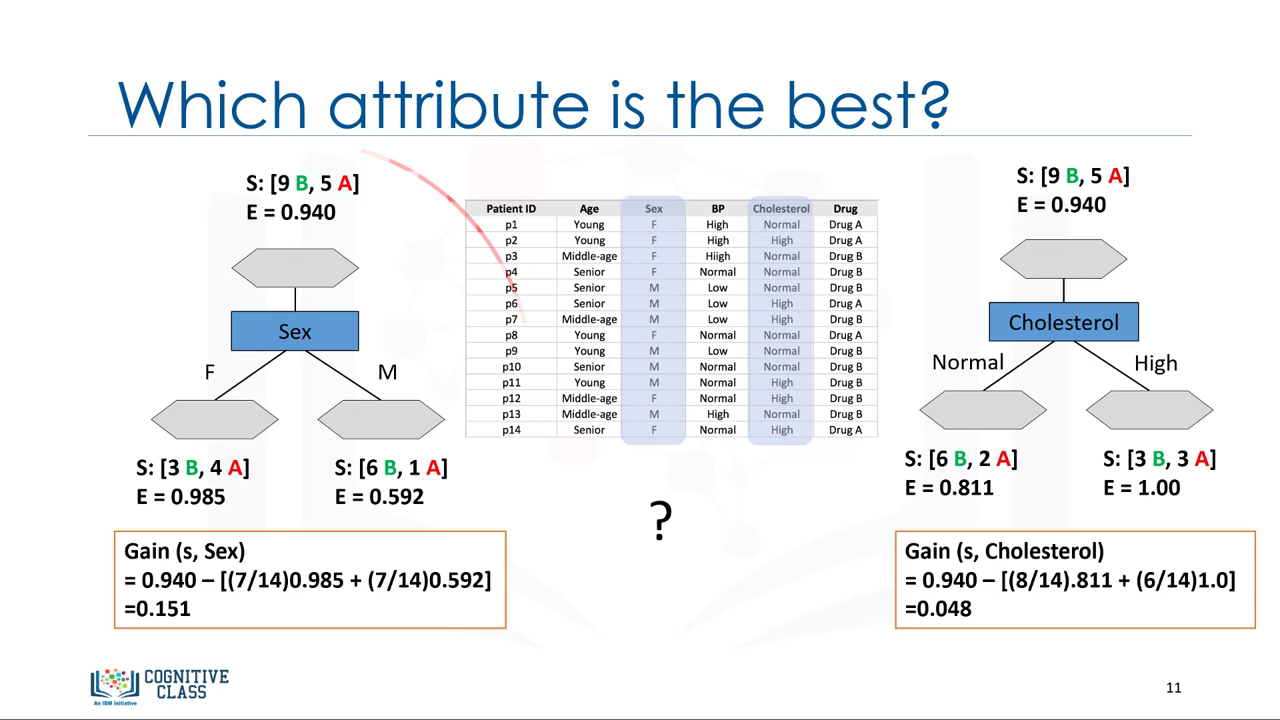 Which attribute is the best?
S: [9 B, 5 A]
E = 0.940
Sex
F
M
S: [3 B, 4 A]
E = 0.985
S: [6 B, 1 A]
E = 0.592
Gain (s, Sex)
= 0.940 – [(7/14)0.985 + (7/14)0.592]
=0.151
Patient ID Age Sex BP Cholesterol Drug
p1 Young F High Normal Drug A
p2 Young F High High Drug A
p3 Middle-age F Hiigh Normal Drug B
p4 Senior F Normal Normal Drug B
p5 Senior M Low Normal Drug B
p6 Senior M Low High Drug A
p7 Middle-age M Low High Drug B
p8 Young F Normal Normal Drug A
p9 Young M Low Normal Drug B
p10 Senior M Normal Normal Drug B
p11 Young M Normal High Drug B
p12 Middle-age F Normal High Drug B
p13 Middle-age M High Normal Drug B
p14 Senior F Normal High Drug A
?
S: [9 B, 5 A]
E = 0.940
Cholesterol
Normal
High
S: [6 B, 2 A]
E = 0.811
S: [3 B, 3 A]
E = 1.00
Gain (s, Cholesterol)
= 0.940 – [(8/14).811 + (6/14)1.0]
=0.048
COGNITIVE
CLASS
An IBM Initiative
11